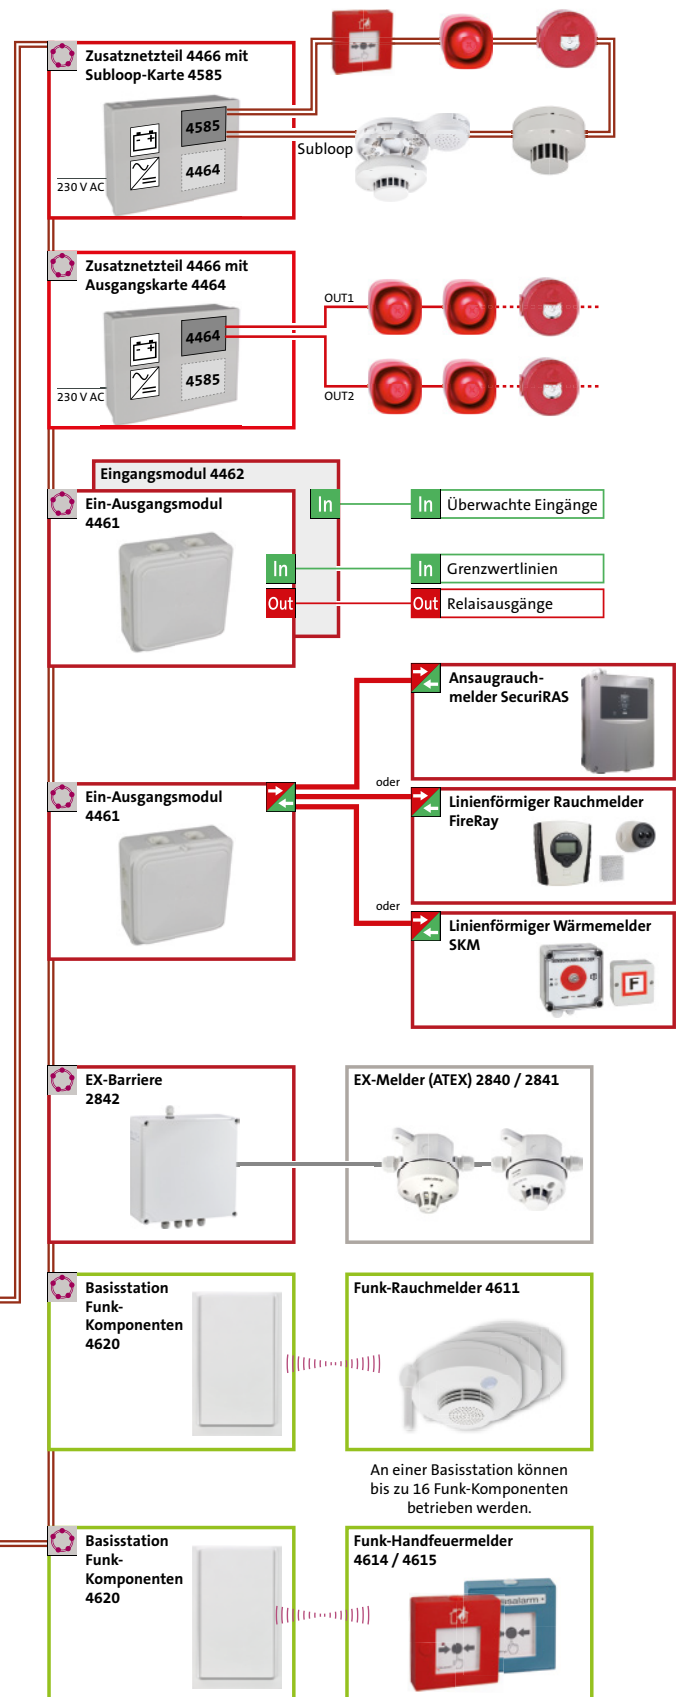 Zusatznetzteil 4466 mit
Subloop-Karte 4585
4585
4464
230 V AC
Subloop
Zusatznetzteil 4466 mit
Ausgangskarte 4464
4464
4585
230 V AC
OUT1
OUT2
Eingangsmodul 4462
Ein-Ausgangsmodul
4461
In
In Überwachte Eingänge
In
In Grenzwertlinien
Out
Out Relaisausgänge
Ansaugrauch-
melder SecuriRAS
Ein-Ausgangsmodul
4461
oder
Linienförmiger Rauchmelder
FireRay
oder
Linienförmiger Wärmemelder
SKM
F
EX-Barriere
2842
EX-Melder (ATEX) 2840 / 2841
Basisstation
Funk-
Komponenten
4620
Funk-Rauchmelder 4611
An einer Basisstation können
bis zu 16 Funk-Komponenten
betrieben werden.
Basisstation
Funk-
Komponenten
4620
Funk-Handfeuermelder
4614 / 4615